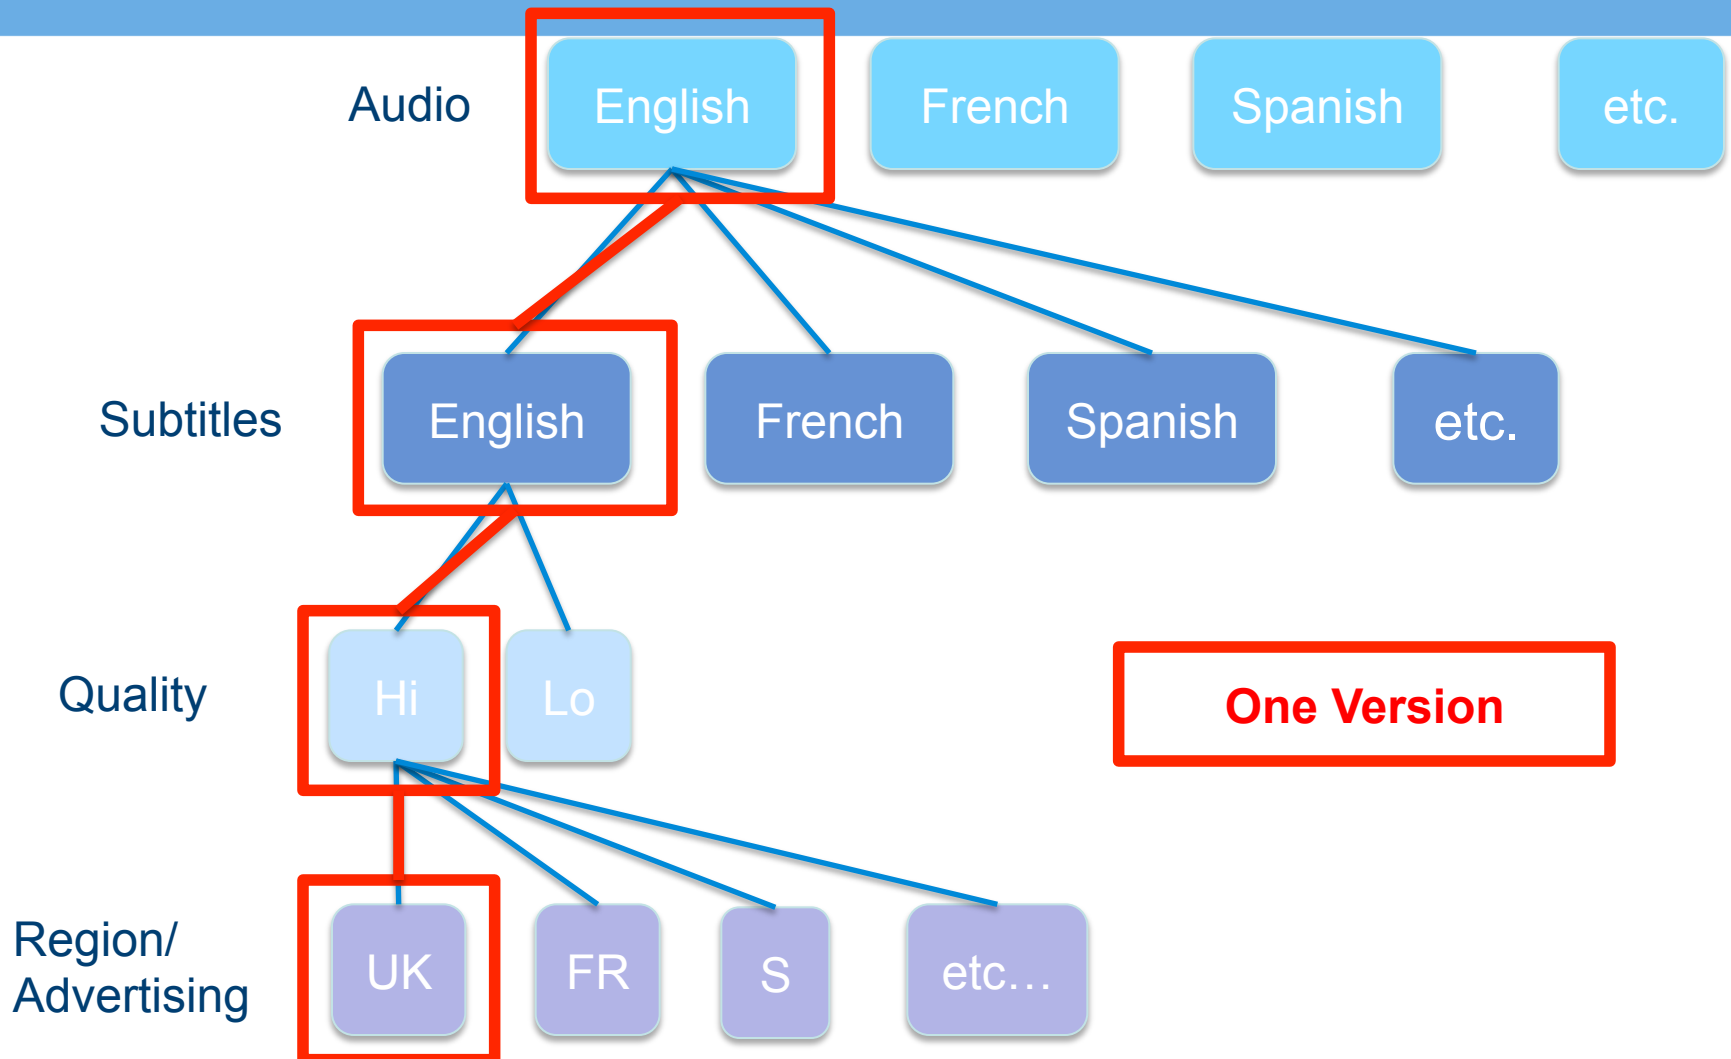 Audio
English
French
Spanish
etc.
Subtitles
English
French
Spanish
etc.
Quality
Hi
Lo
One Version
Region/
Advertising
UK
FR
S
etc…